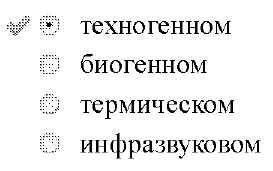 техногенном
биогенном
термическом
инфразвуковом